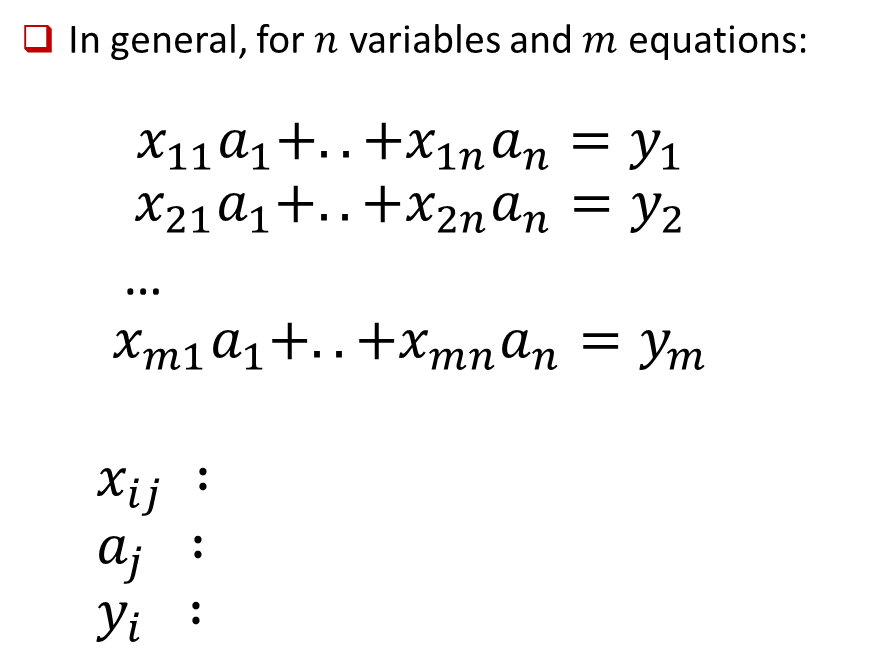 In general, for n variables and m equations:
x₁₁a₁+..+x₁ₙaₙ = y₁
x₂₁a₁+..+x₂ₙaₙ = y₂
...
xₘ₁a₁+..+xₘₙaₙ = yₘ
xᵢⱼ :
aⱼ :
yᵢ :